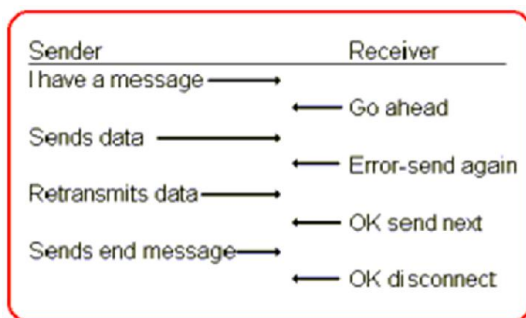 Sender Receiver
I have a message
Go ahead
Sends data
Error-send again
Retransmits data
OK send next
Sends end message
OK disconnect